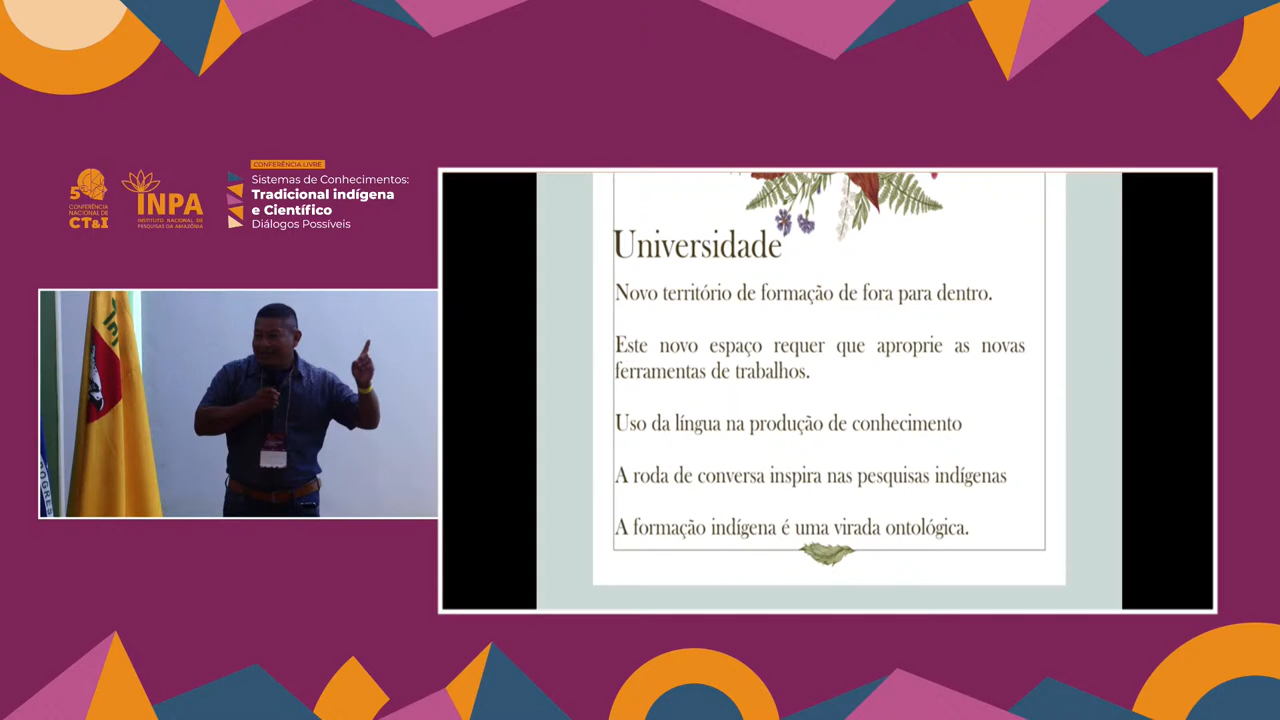 CONFERÊNCIA LIVRE
5
CONFERÊNCIA
NACIONAL DE
CT&I
INPA
INSTITUTO NACIONAL DE
PESQUISAS DA AMAZÔNIA
Sistemas de Conhecimentos:
Tradicional indígena
e Científico
Diálogos Possíveis
Universidade
Novo território de formação de fora para dentro.
Este novo espaço requer que aproprie as novas
ferramentas de trabalhos.
Uso da língua na produção de conhecimento
A roda de conversa inspira nas pesquisas indígenas
A formação indígena é uma virada ontológica.
OGRES